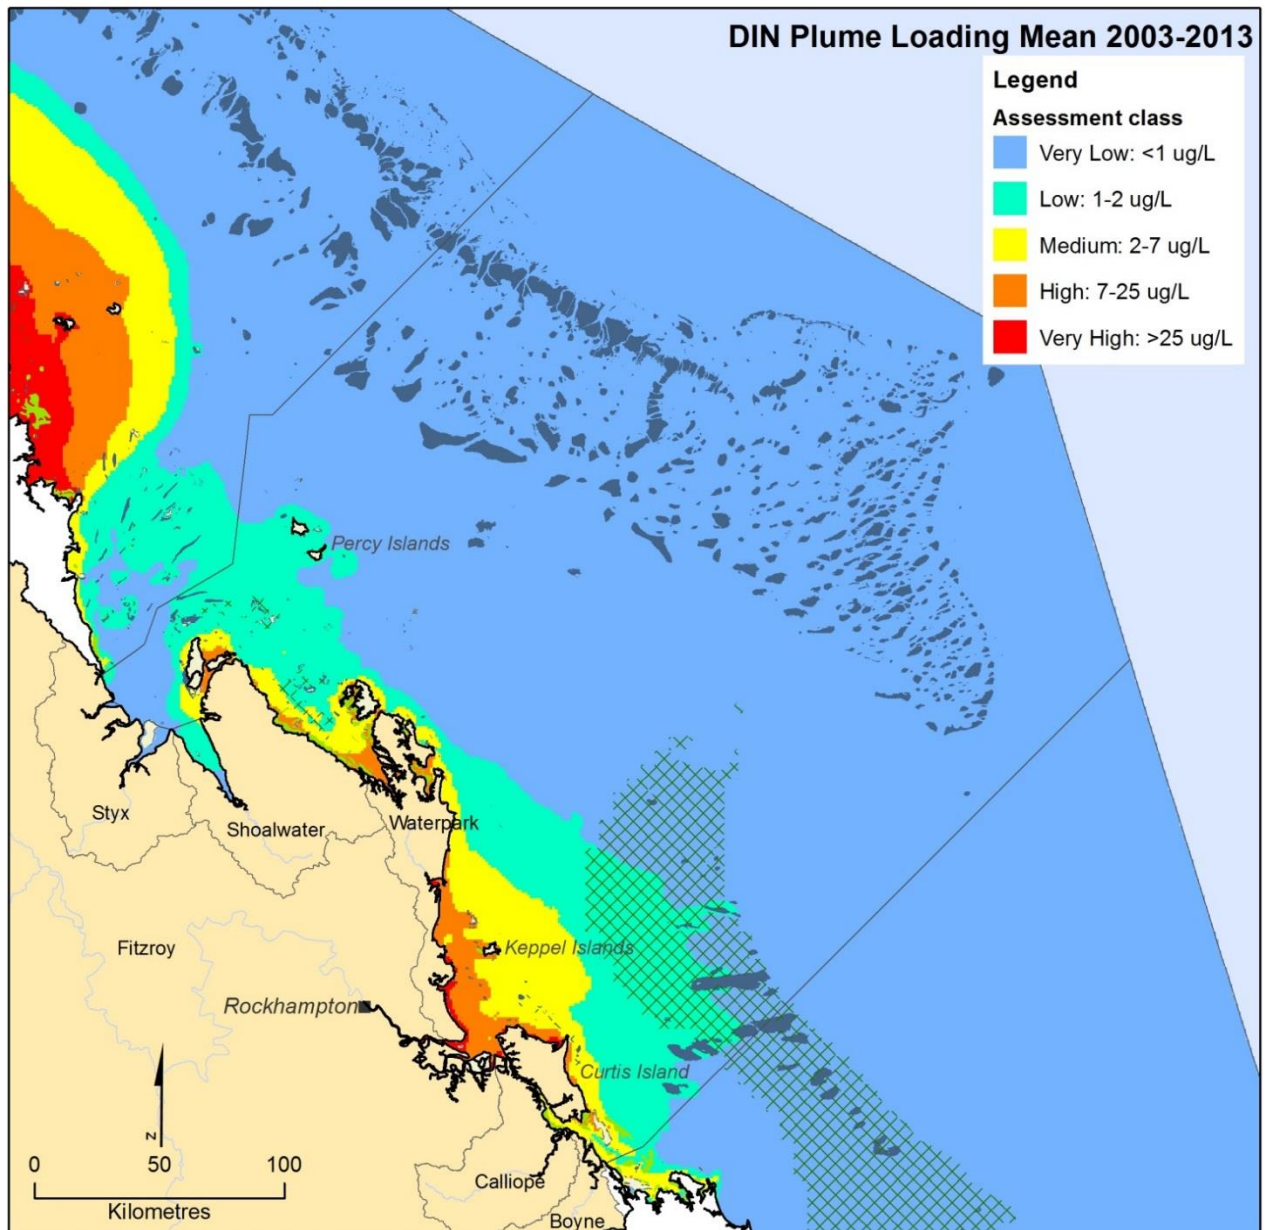 DIN Plume Loading Mean 2003-2013
Legend
Assessment class
Very Low: <1 ug/L
Low: 1-2 ug/L
Medium: 2-7 ug/L
High: 7-25 ug/L
Very High: >25 ug/L
Percy Islands
Styx
Shoalwater
Waterpark
Fitzroy
Keppel Islands
Rockhampton
Curtis Island
Calliope
Boyne
N
0 50 100
Kilometres